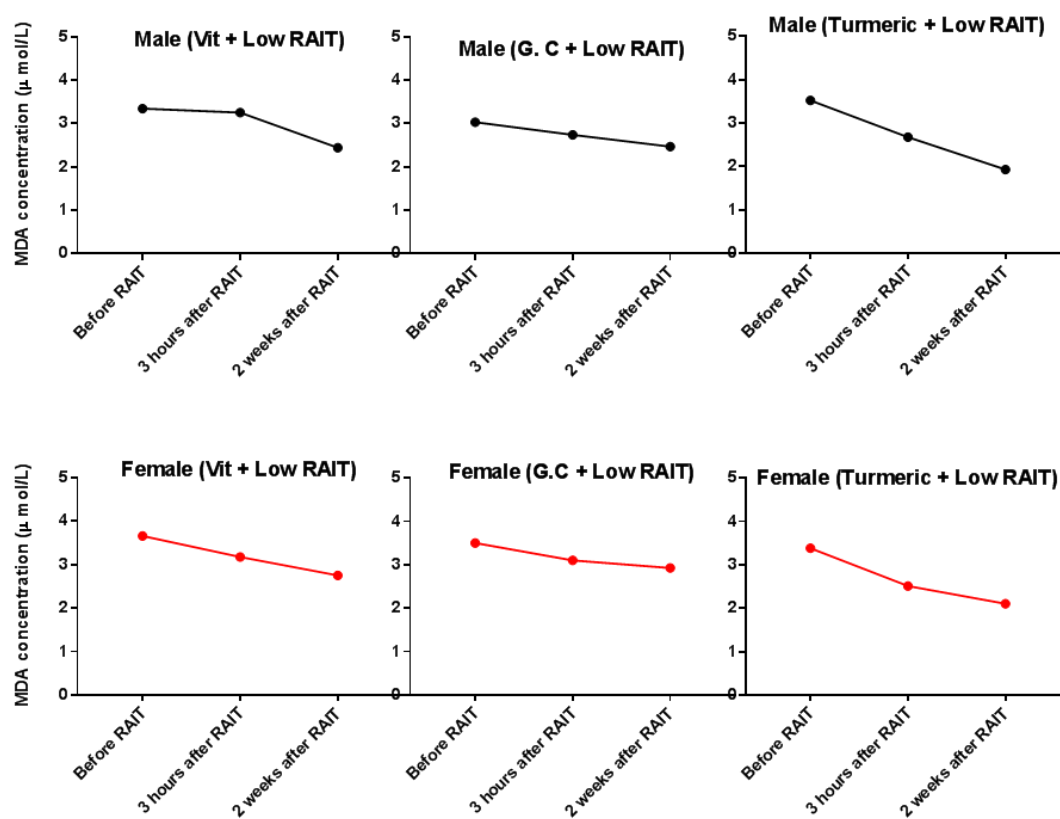 Male (Vit + Low RAIT)
MDA concentration (µ mol/L)
5
4
3
2
1
0
Before RAIT
3 hours after RAIT
2 weeks after RAIT
Male (G. C + Low RAIT)
5
4
3
2
1
0
Before RAIT
3 hours after RAIT
2 weeks after RAIT
Male (Turmeric + Low RAIT)
5
4
3
2
1
0
Before RAIT
3 hours after RAIT
2 weeks after RAIT
Female (Vit + Low RAIT)
MDA concentration (µ mol/L)
5
4
3
2
1
0
Before RAIT
3 hours after RAIT
2 weeks after RAIT
Female (G.C + Low RAIT)
5
4
3
2
1
0
Before RAIT
3 hours after RAIT
2 weeks after RAIT
Female (Turmeric + Low RAIT)
5
4
3
2
1
0
Before RAIT
3 hours after RAIT
2 weeks after RAIT